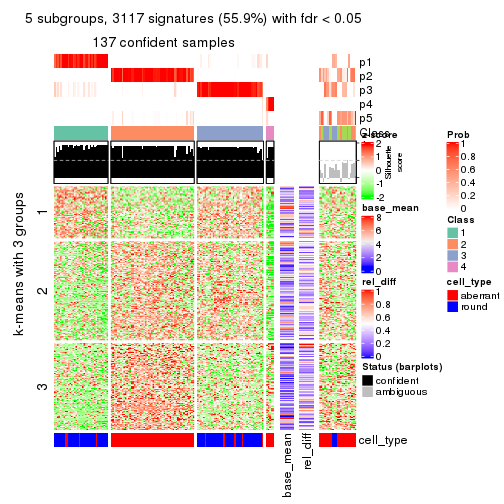 5 subgroups, 3117 signatures (55.9%) with fdr < 0.05
137 confident samples
p1
p2
p3
p4
p5
Class
Silhouette
score
k-means with 3 groups
1
2
3
base_mean
rel_diff
cell_type
z-score
2
1
0
-1
-2
base_mean
8
6
4
2
0
rel_diff
1
0.8
0.6
0.4
0.2
0
Status (barplots)
confident
ambiguous
Prob
1
0.8
0.6
0.4
0.2
0
Class
1
2
3
4
cell_type
aberrant
round